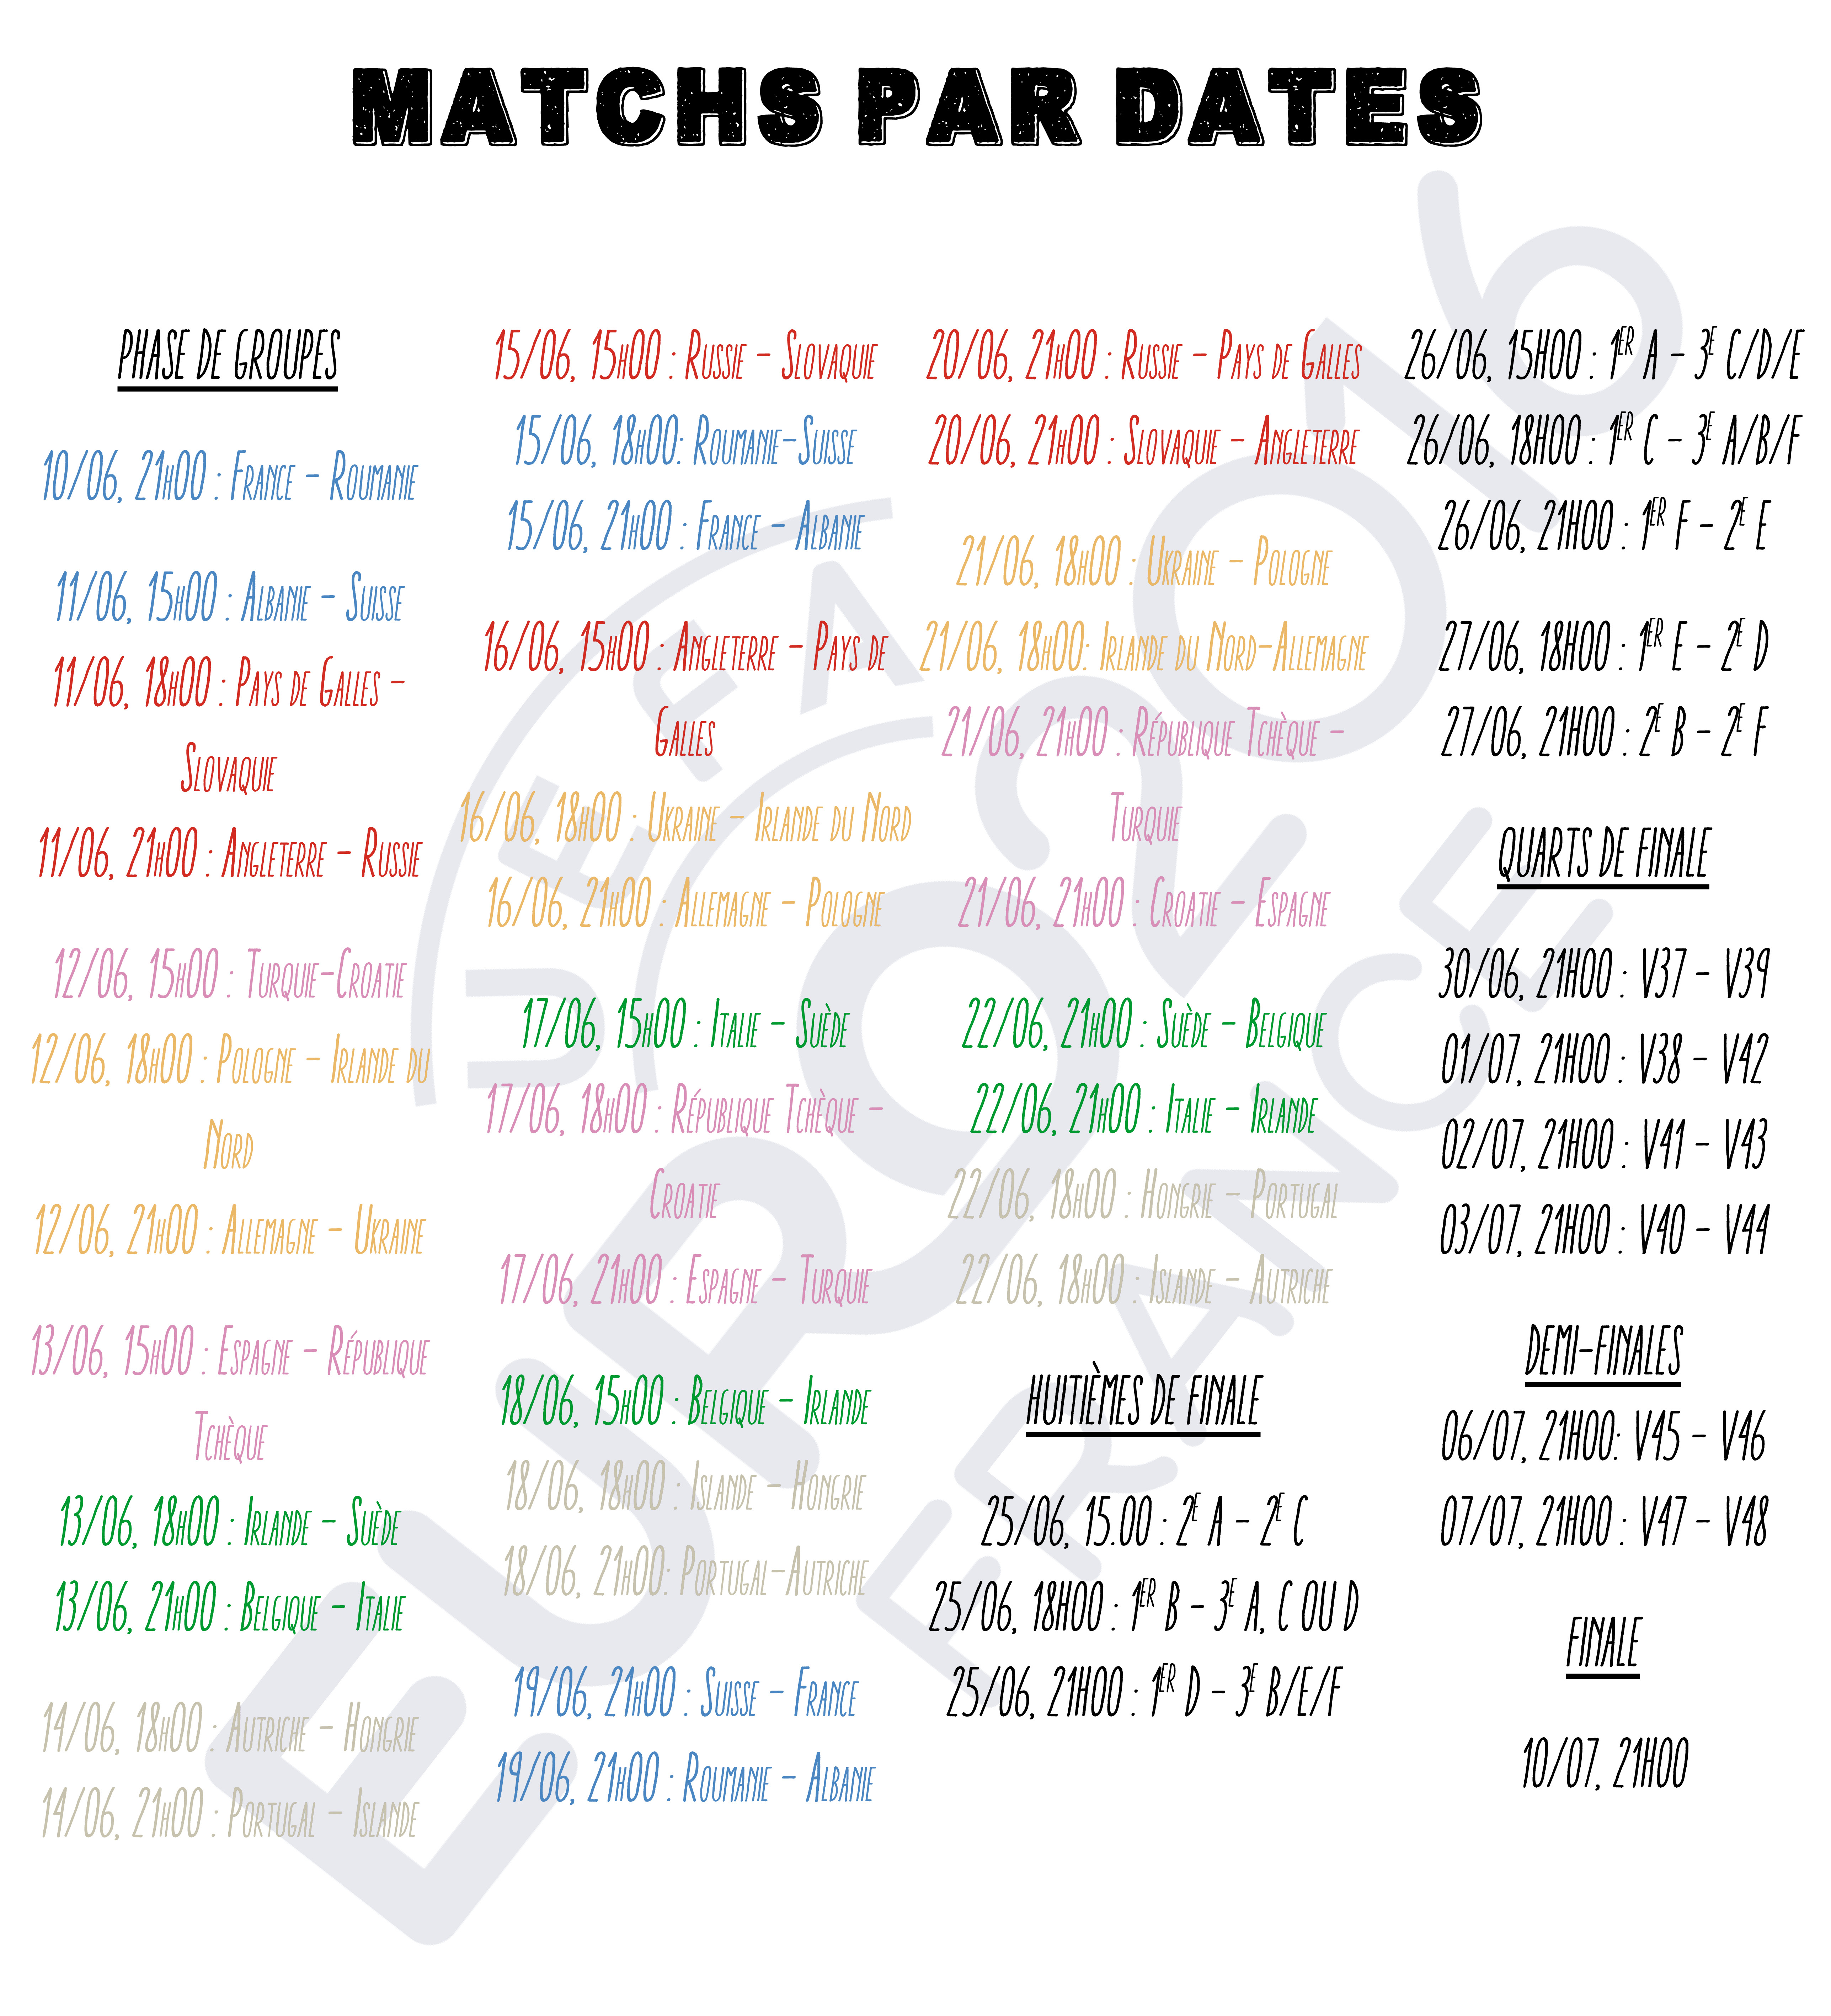 MATCHS PAR DATES
PHASE DE GROUPES
10/06, 21h00 : France – Roumanie
11/06, 15h00 : Albanie – Suisse
11/06, 18h00 : Pays de Galles –
Slovaquie
11/06, 21h00 : Angleterre – Russie
12/06, 15h00 : Turquie-Croatie
12/06, 18h00 : Pologne – Irlande du
Nord
12/06, 21h00 : Allemagne – Ukraine
13/06, 15h00 : Espagne – République
Tchèque
13/06, 18h00 : Irlande – Suède
13/06, 21h00 : Belgique – Italie
14/06, 18h00 : Autriche – Hongrie
14/06, 21h00 : Portugal – Islande
15/06, 15h00 : Russie – Slovaquie
15/06, 18h00: Roumanie-Suisse
15/06, 21h00 : France – Albanie
16/06, 15h00 : Angleterre – Pays de
Galles
16/06, 18h00 : Ukraine – Irlande du Nord
16/06, 21h00 : Allemagne – Pologne
17/06, 15h00 : Italie – Suède
17/06, 18h00 : République Tchèque –
Croatie
17/06, 21h00 : Espagne – Turquie
18/06, 15h00 : Belgique – Irlande
18/06, 18h00 : Islande – Hongrie
18/06, 21h00: Portugal-Autriche
19/06, 21h00 : Suisse – France
19/06, 21h00 : Roumanie – Albanie
20/06, 21h00 : Russie – Pays de Galles
20/06, 21h00 : Slovaquie – Angleterre
21/06, 18h00 : Ukraine – Pologne
21/06, 18h00: Irlande du Nord-Allemagne
21/06, 21h00 : République Tchèque –
Turquie
21/06, 21h00 : Croatie – Espagne
22/06, 21h00 : Suède – Belgique
22/06, 21h00 : Italie – Irlande
22/06, 18h00 : Hongrie – Portugal
22/06, 18h00 : Islande – Autriche
HUITIÈMES DE FINALE
25/06, 15.00 : 2E A – 2E C
25/06, 18H00 : 1ER B – 3E A, C OU D
25/06, 21H00 : 1ER D – 3E B/E/F
26/06, 15H00 : 1ER A – 3E C/D/E
26/06, 18H00 : 1ER C – 3E A/B/F
26/06, 21H00 : 1ER F – 2E E
27/06, 18H00 : 1ER E – 2E D
27/06, 21H00 : 2E B – 2E F
QUARTS DE FINALE
30/06, 21H00 : V37 – V39
01/07, 21H00 : V38 – V42
02/07, 21H00 : V41 – V43
03/07, 21H00 : V40 – V44
DEMI-FINALES
06/07, 21H00: V45 – V46
07/07, 21H00 : V47 – V48
FINALE
10/07, 21H00
UEFA
EURO2016
FRANCE